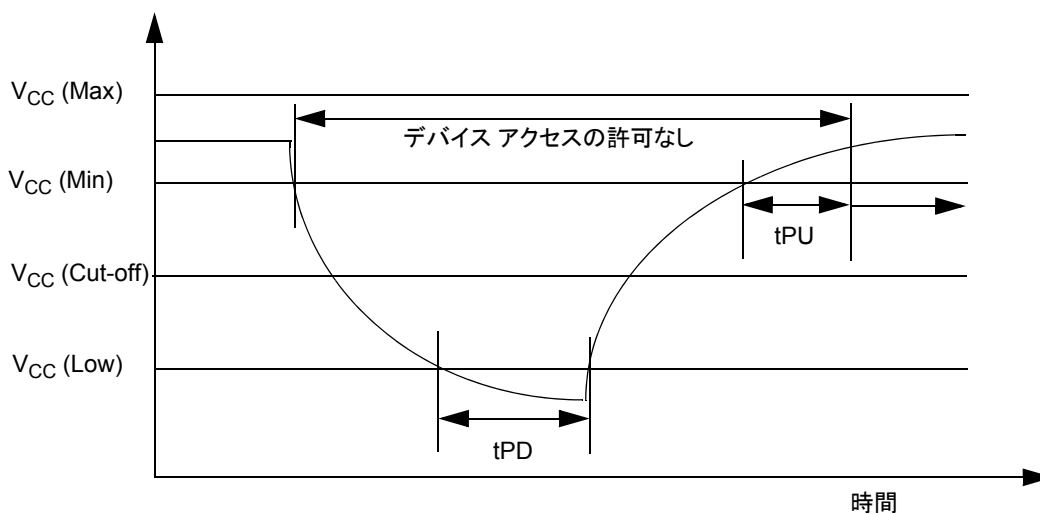 V_CC (Max)
デバイス アクセスの許可なし
V_CC (Min)
tPU
V_CC (Cut-off)
V_CC (Low)
tPD
時間